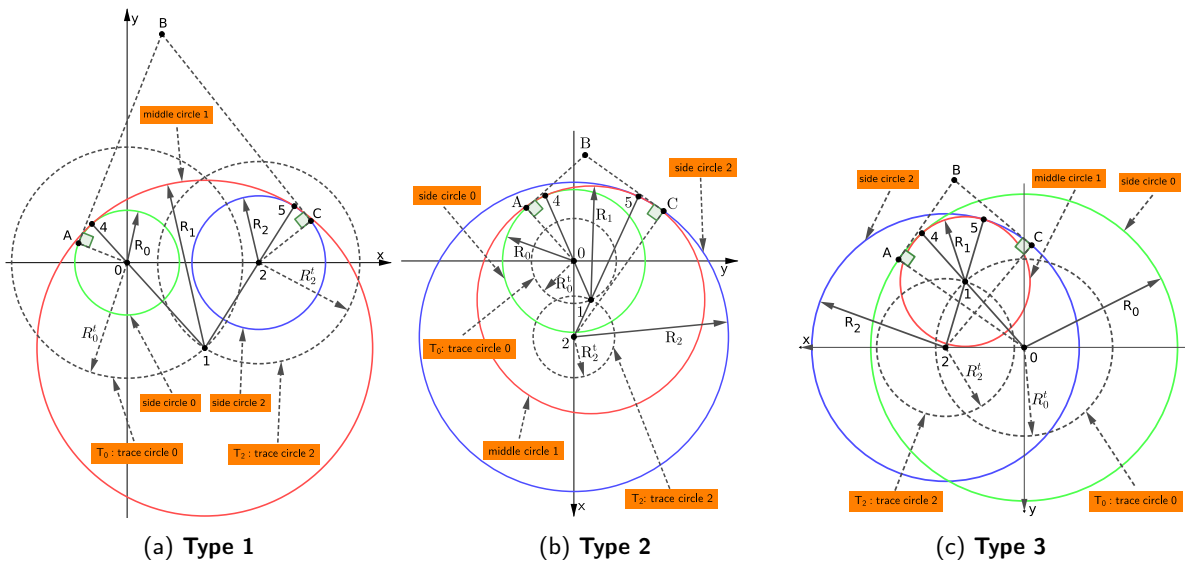 y
B
middle circle 1
A
4
5
C
R₁
R₂
R₀
x
0
2
R₂ᵗ
R₀ᵗ
1
side circle 0
side circle 2
T₀ : trace circle 0
T₂ : trace circle 2
(a) Type 1
B
side circle 2
side circle 0
A
4
5
C
R₁
R₀
0
y
R₀ᵗ
1
2
R₂
T₀: trace circle 0
R₂ᵗ
middle circle 1
T₂: trace circle 2
x
(b) Type 2
B
side circle 2
middle circle 1
side circle 0
A
4
5
C
R₁
1
R₀
R₂
x
2
0
R₂ᵗ
R₀ᵗ
T₂ : trace circle 2
T₀ : trace circle 0
y
(c) Type 3